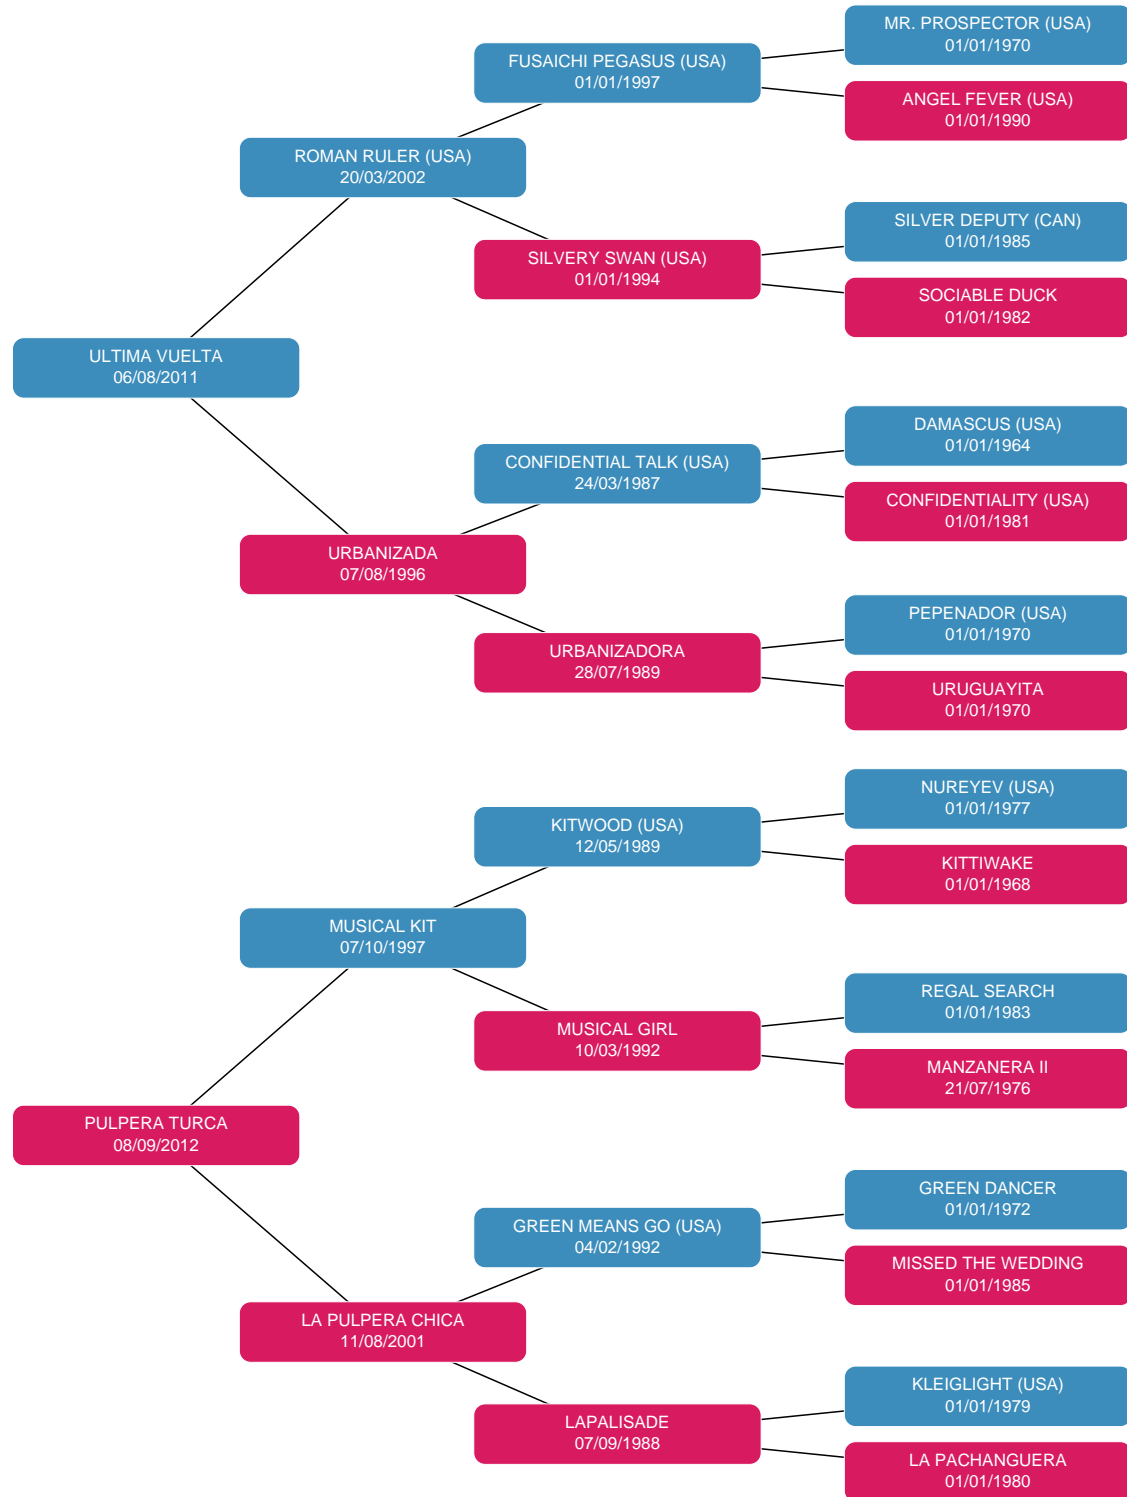 MR. PROSPECTOR (USA)
01/01/1970
FUSAICHI PEGASUS (USA)
01/01/1997
ANGEL FEVER (USA)
01/01/1990
ROMAN RULER (USA)
20/03/2002
SILVER DEPUTY (CAN)
01/01/1985
SILVERY SWAN (USA)
01/01/1994
SOCIABLE DUCK
01/01/1982
ULTIMA VUELTA
06/08/2011
DAMASCUS (USA)
01/01/1964
CONFIDENTIAL TALK (USA)
24/03/1987
CONFIDENTIALITY (USA)
01/01/1981
URBANIZADA
07/08/1996
PEPENADOR (USA)
01/01/1970
URBANIZADORA
28/07/1989
URUGUAYITA
01/01/1970
NUREYEV (USA)
01/01/1977
KITWOOD (USA)
12/05/1989
KITTIWAKE
01/01/1968
MUSICAL KIT
07/10/1997
REGAL SEARCH
01/01/1983
MUSICAL GIRL
10/03/1992
MANZANERA II
21/07/1976
PULPERA TURCA
08/09/2012
GREEN DANCER
01/01/1972
GREEN MEANS GO (USA)
04/02/1992
MISSED THE WEDDING
01/01/1985
LA PULPERA CHICA
11/08/2001
KLEIGLIGHT (USA)
01/01/1979
LAPALISADE
07/09/1988
LA PACHANGUERA
01/01/1980